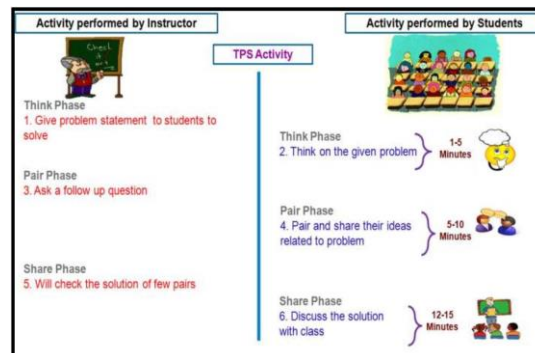 Activity performed by Instructor
Activity performed by Students
TPS Activity
Think Phase
1. Give problem statement to students to
solve
Think Phase
2. Think on the given problem
1-5
Minutes
Pair Phase
3. Ask a follow up question
Pair Phase
4. Pair and share their ideas
related to problem
5-10
Minutes
Share Phase
5. Will check the solution of few pairs
Share Phase
6. Discuss the solution
with class
12-15
Minutes